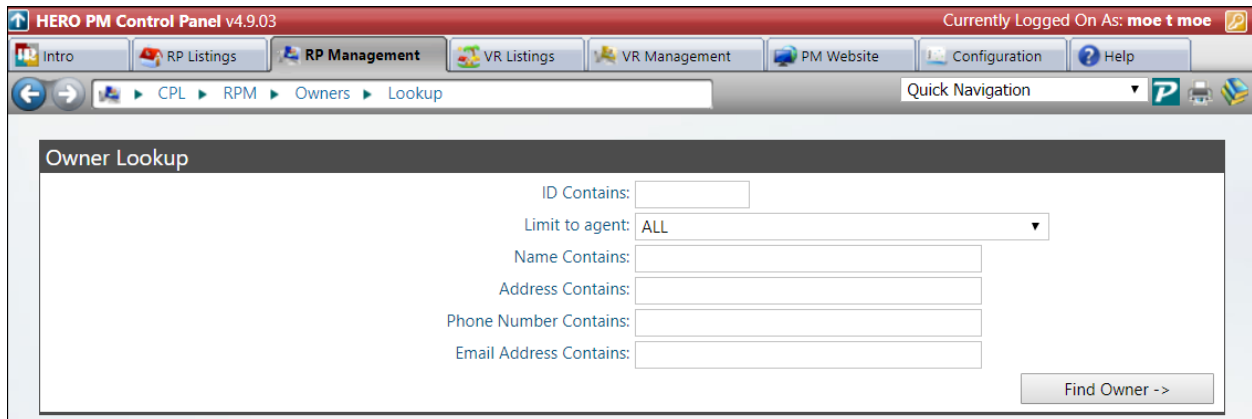 HERO PM Control Panel v4.9.03 Currently Logged On As: moe t moe
Intro RP Listings RP Management VR Listings VR Management PM Website Configuration Help
CPL ▸ RPM ▸ Owners ▸ Lookup Quick Navigation
Owner Lookup
ID Contains:
Limit to agent: ALL
Name Contains:
Address Contains:
Phone Number Contains:
Email Address Contains:
Find Owner ->